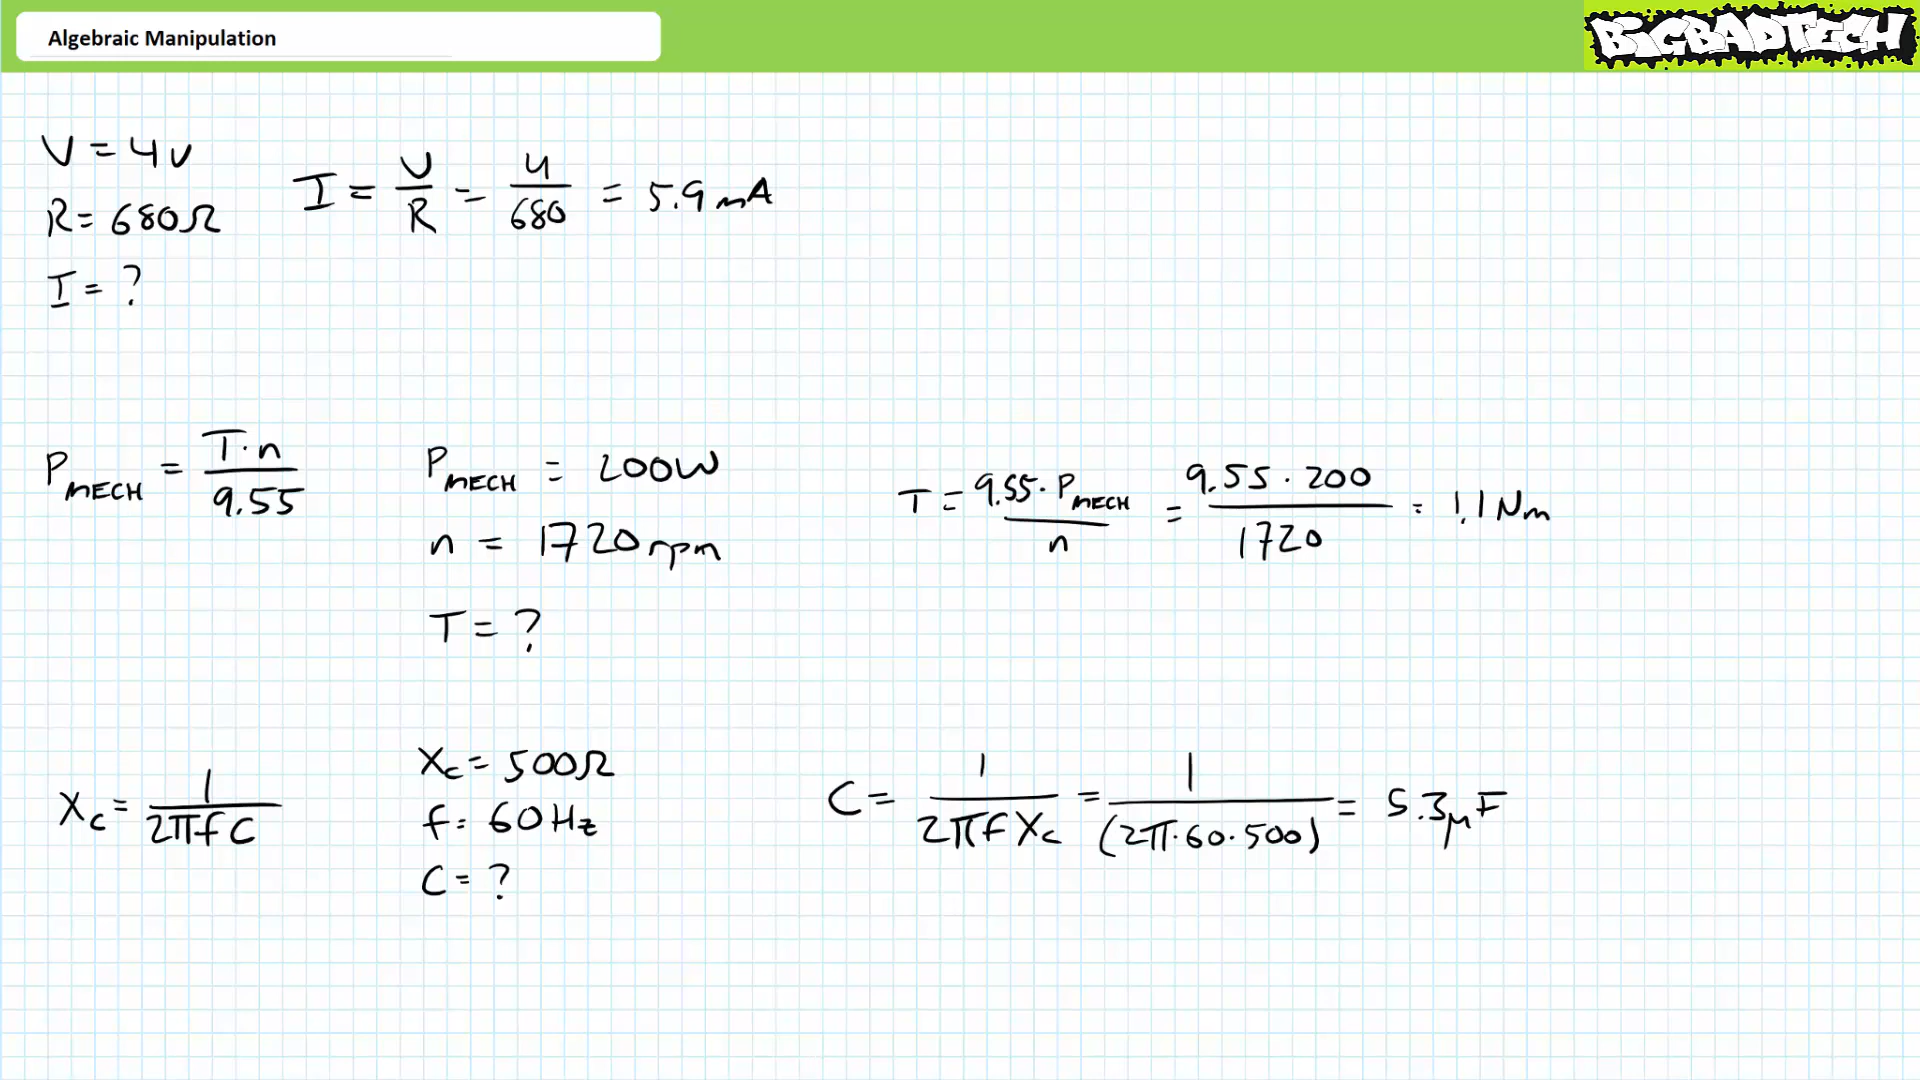 Algebraic Manipulation
BIGBADTECH
V = 4v
R = 680Ω
I = ?
I = V/R = 4/680 = 5.9mA
P_MECH = T·n/9.55
P_MECH = 200W
n = 1720rpm
T = ?
T = 9.55·P_MECH/n = 9.55·200/1720 = 1.1Nm
X_C = 1/2πfC
X_C = 500Ω
f = 60Hz
C = ?
C = 1/2πfX_C = 1/(2π·60·500) = 5.3μF